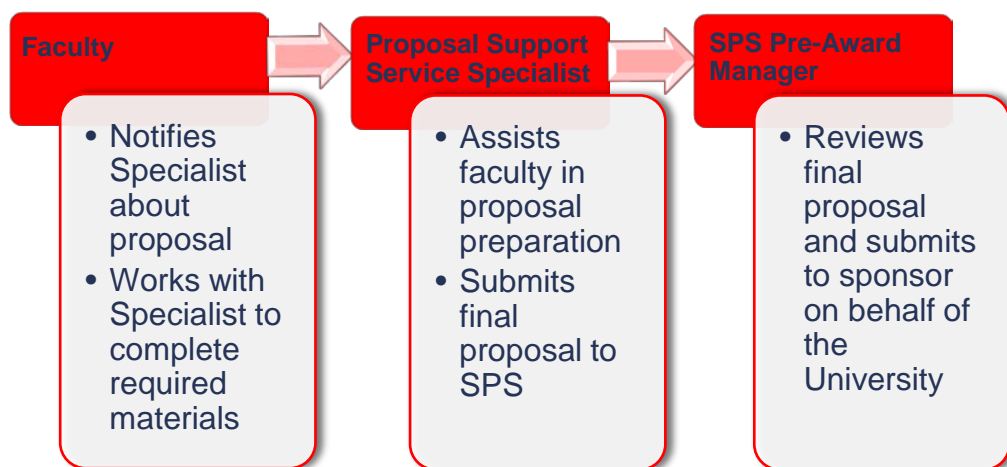 Faculty
• Notifies
Specialist
about
proposal
• Works with
Specialist to
complete
required
materials
Proposal Support
Service Specialist
• Assists
faculty in
proposal
preparation
• Submits
final
proposal to
SPS
SPS Pre-Award
Manager
• Reviews
final
proposal
and submits
to sponsor
on behalf of
the
University